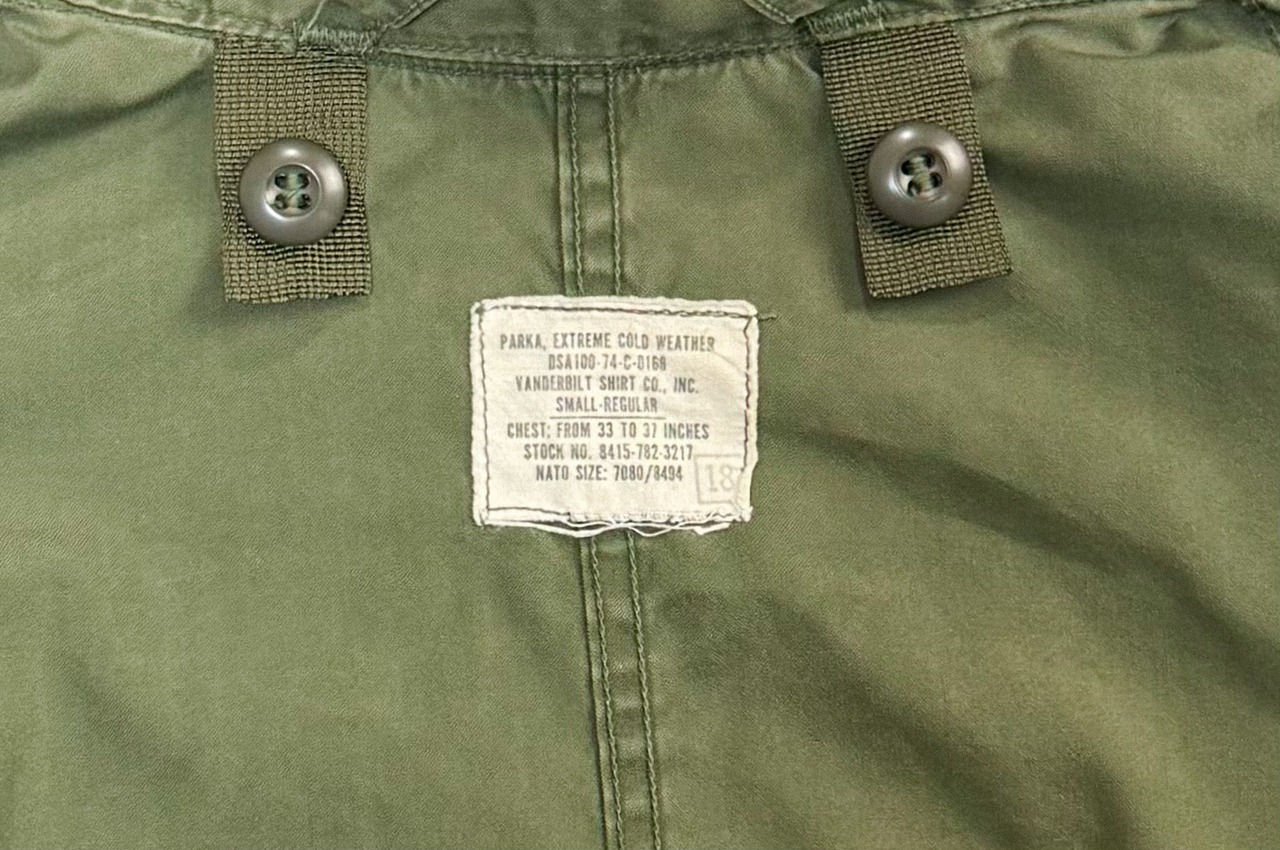 PARKA, EXTREME COLD WEATHER
DSA100-74-C-0168
VANDERBILT SHIRT CO., INC.
SMALL-REGULAR
CHEST: FROM 33 TO 37 INCHES
STOCK NO. 8415-782-3217
NATO SIZE: 7080/8494
18